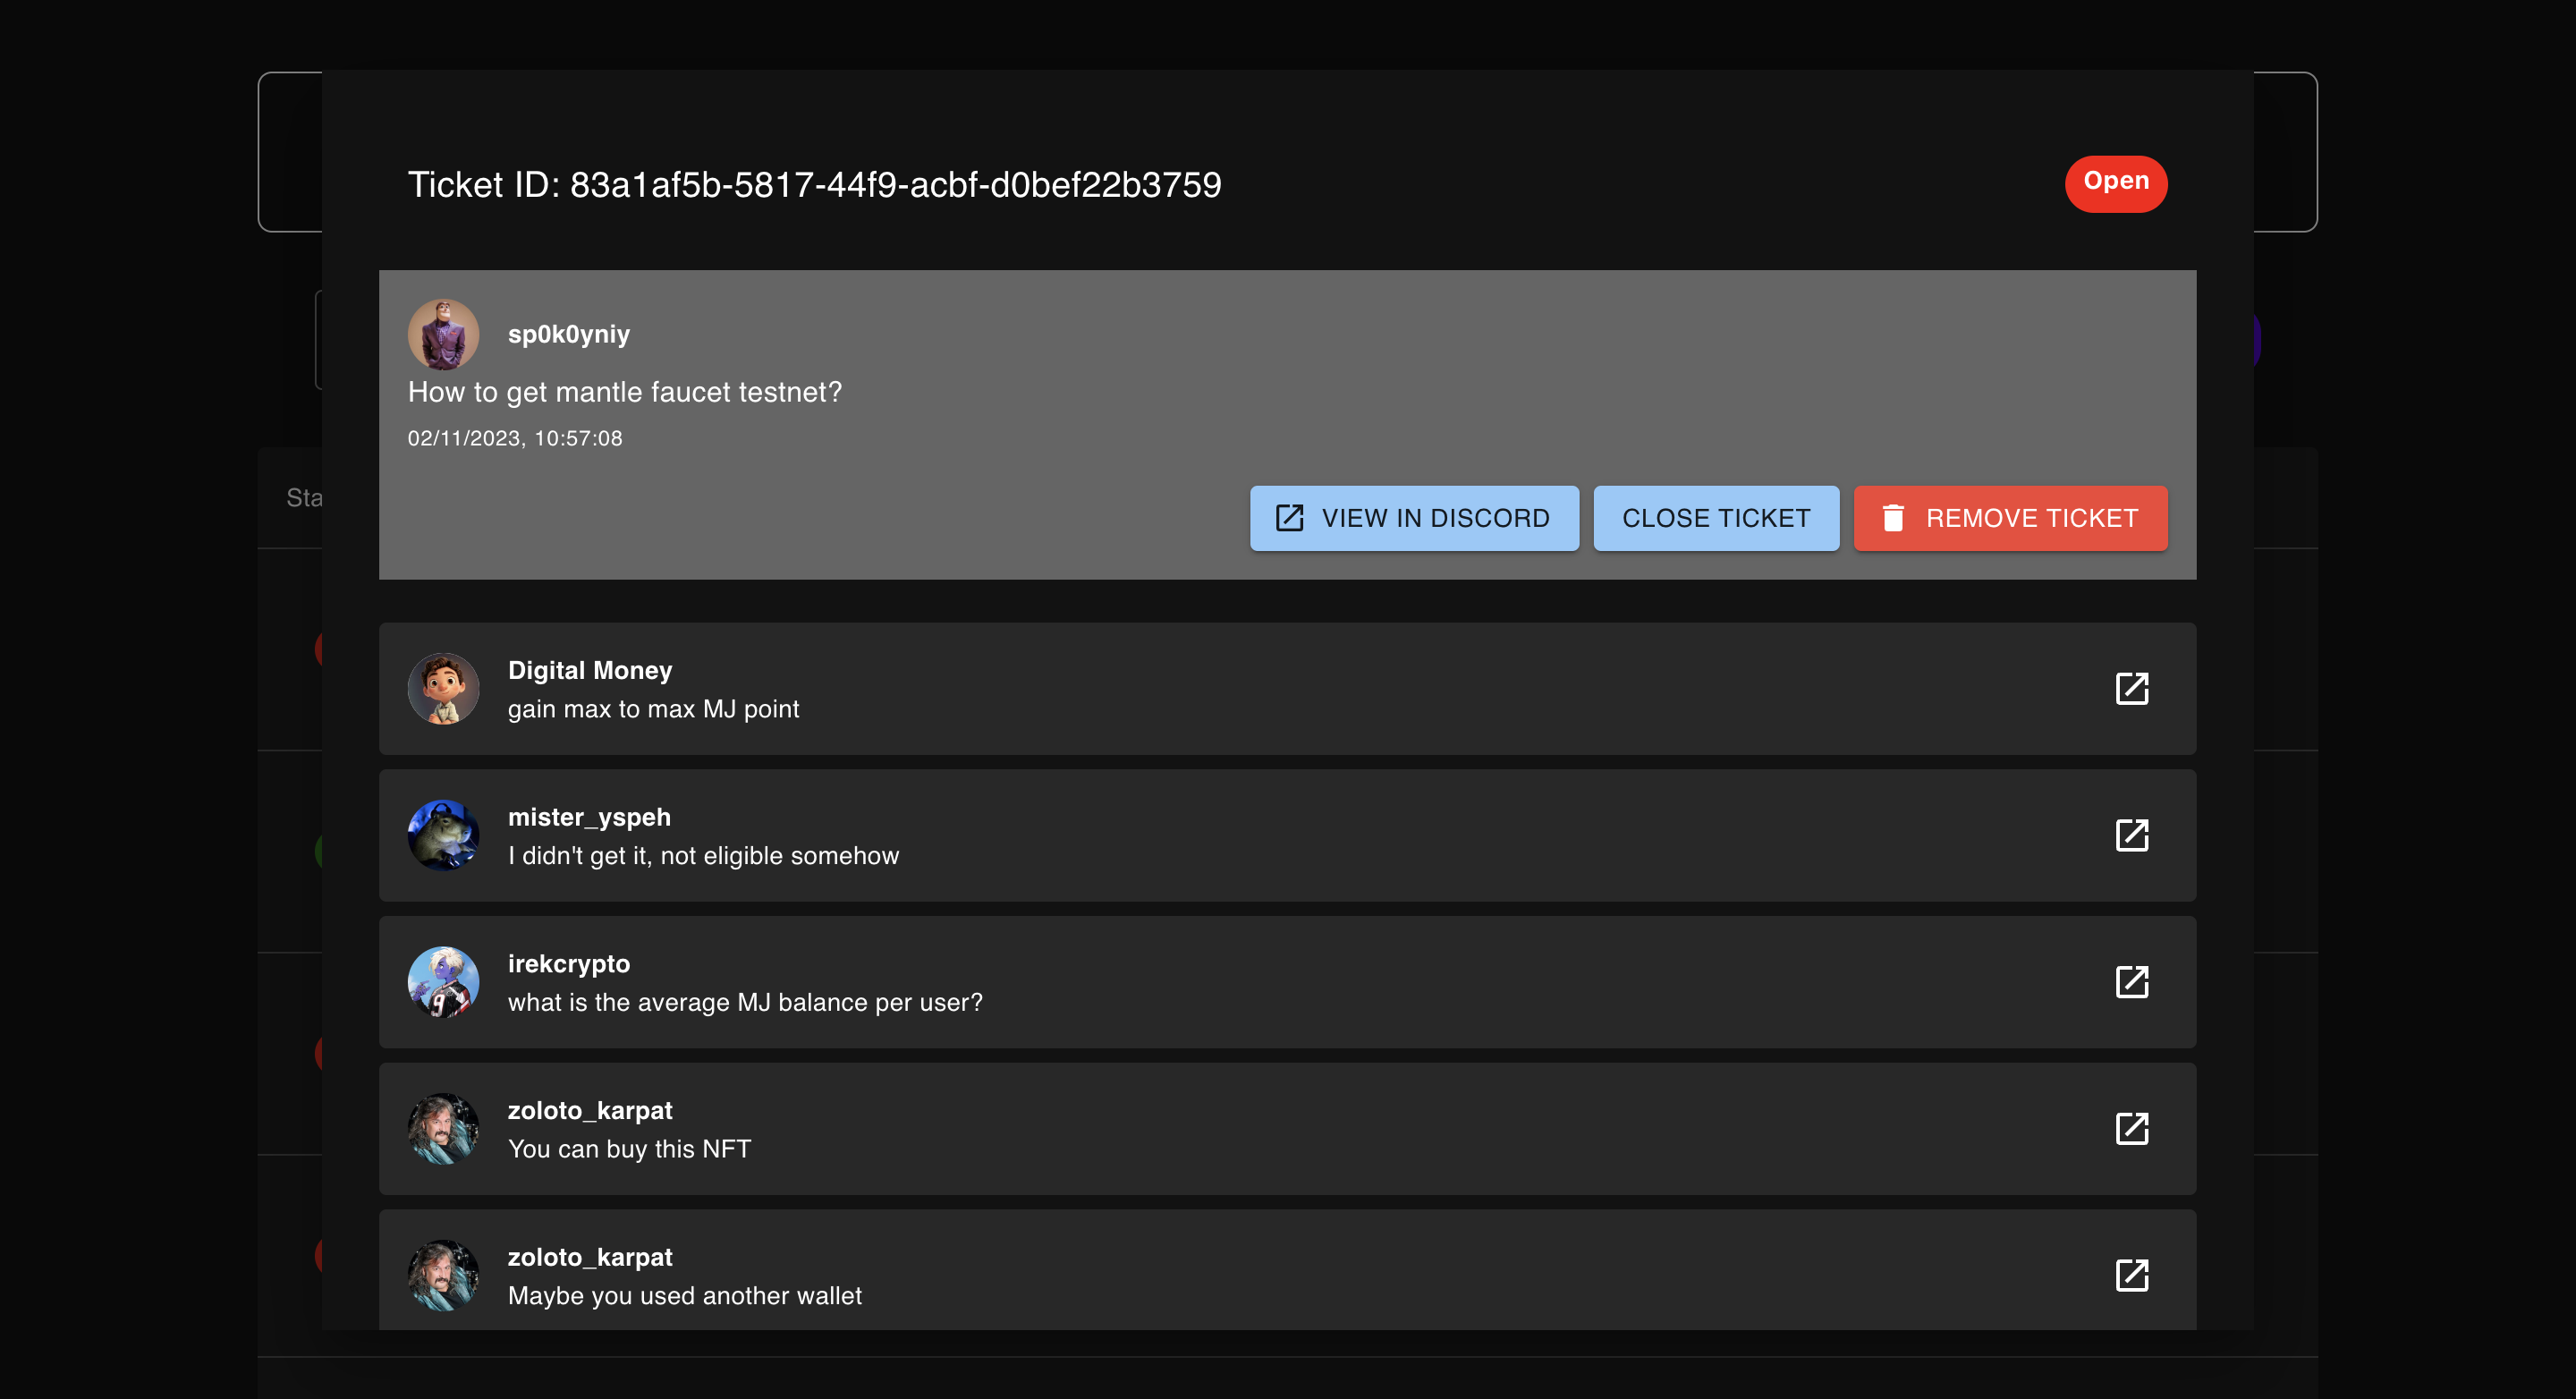 Ticket ID: 83a1af5b-5817-44f9-acbf-d0bef22b3759
Open
sp0k0yniy
How to get mantle faucet testnet?
02/11/2023, 10:57:08
VIEW IN DISCORD
CLOSE TICKET
REMOVE TICKET
Sta
Digital Money
gain max to max MJ point
mister_yspeh
I didn't get it, not eligible somehow
irekcrypto
what is the average MJ balance per user?
zoloto_karpat
You can buy this NFT
zoloto_karpat
Maybe you used another wallet